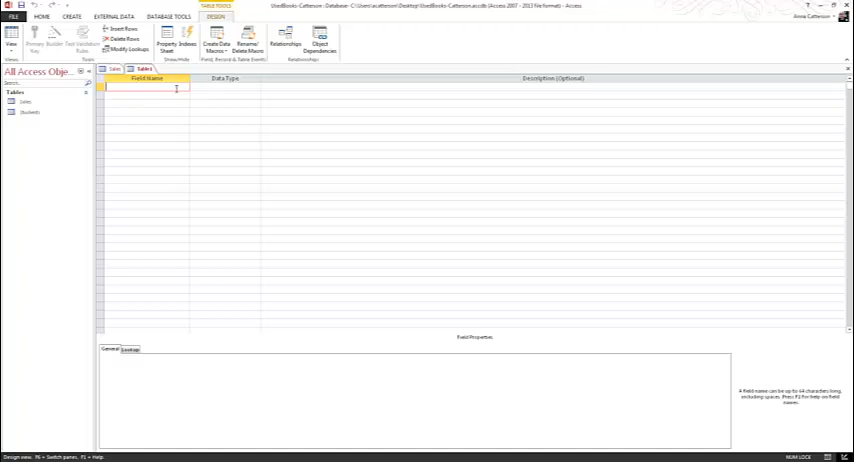 TABLE TOOLS
UsedBooks-Catterson : Database- C:\Users\acatterson\Desktop\UsedBooks-Catterson.accdb (Access 2007 - 2013 file format) - Access
FILE HOME CREATE EXTERNAL DATA DATABASE TOOLS DESIGN
Anna Catterson
View
Primary Key
Builder
Test Validation Rules
Insert Rows
Delete Rows
Modify Lookups
Property Sheet
Indexes
Create Data Macros
Rename/ Delete Macro
Relationships
Object Dependencies
Views Tools Show/Hide Field, Record & Table Events Relationships
All Access Obje...
Search...
Tables
Sales
Students
Sales Table1
Field Name Data Type Description (Optional)
Field Properties
General Lookup
A field name can be up to 64 characters long,
including spaces. Press F1 for help on field
names.
Design view. F6 = Switch panes. F1 = Help.
NUM LOCK